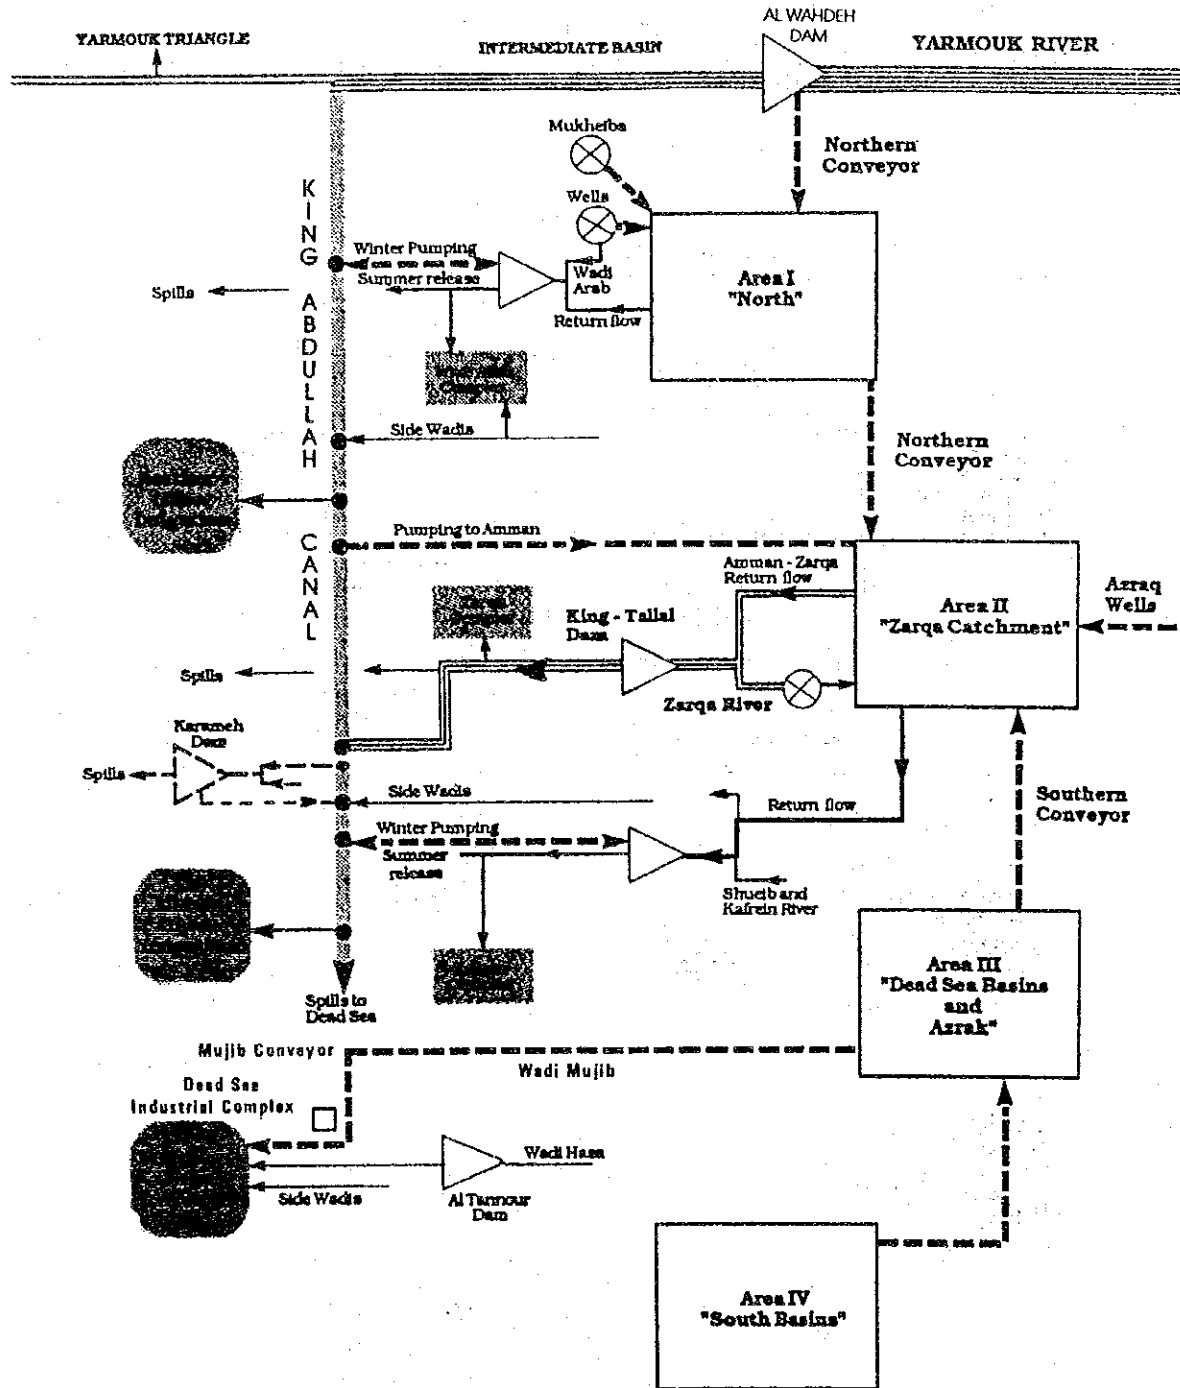 AL WAHDEH
DAM
YARMOUK TRIANGLE
INTERMEDIATE BASIN
YARMOUK RIVER
Mukheiba
Northern
Conveyor
Wells
KING ABDULLAH CANAL
Winter Pumping
Summer release
Spills
Wadi
Arab
Return flow
Area I
"North"
Side Wadis
Northern
Conveyor
Pumping to Amman
Amman - Zarqa
Return flow
Area II
"Zarqa Catchment"
Azraq
Wells
King - Tallal
Dam
Spills
Zarqa River
Karameh
Dam
Spills
Side Wadis
Return flow
Southern
Conveyor
Winter Pumping
Summer
release
Shueib and
Kafrein River
Area III
"Dead Sea Basins
and
Azrak"
Spills to
Dead Sea
Mujib Conveyor
Wadi Mujib
Dead Sea
Industrial Complex
Wadi Hasa
Side Wadis
Al Tannour
Dam
Area IV
"South Basins"